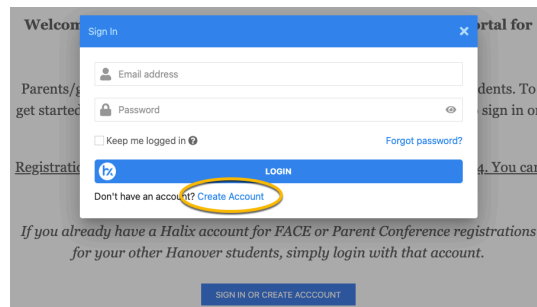 Welcom
rtal for
Sign In
Email address
Parents/g
dents. To
get started
Password
sign in o
Keep me logged in
Forgot password?
Registratio
LOGIN
4. You can
Don't have an account? Create Account
If you already have a Halix account for FACE or Parent Conference registrations
for your other Hanover students, simply login with that account.
SIGN IN OR CREATE ACCCOUNT